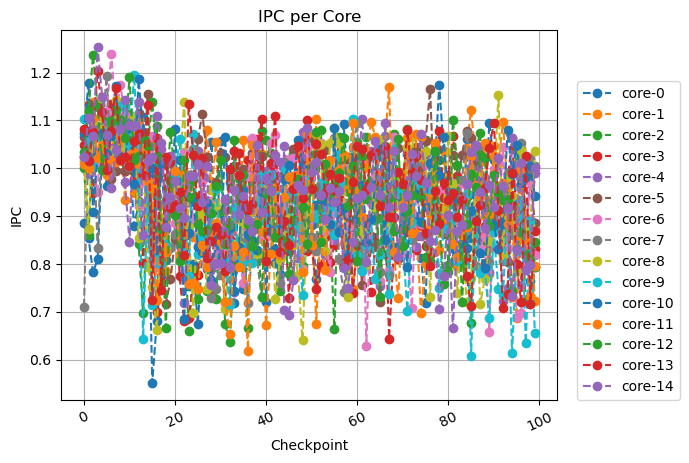 IPC per Core
IPC
1.2
1.1
1.0
0.9
0.8
0.7
0.6
0
20
40
60
80
100
Checkpoint
core-0
core-1
core-2
core-3
core-4
core-5
core-6
core-7
core-8
core-9
core-10
core-11
core-12
core-13
core-14